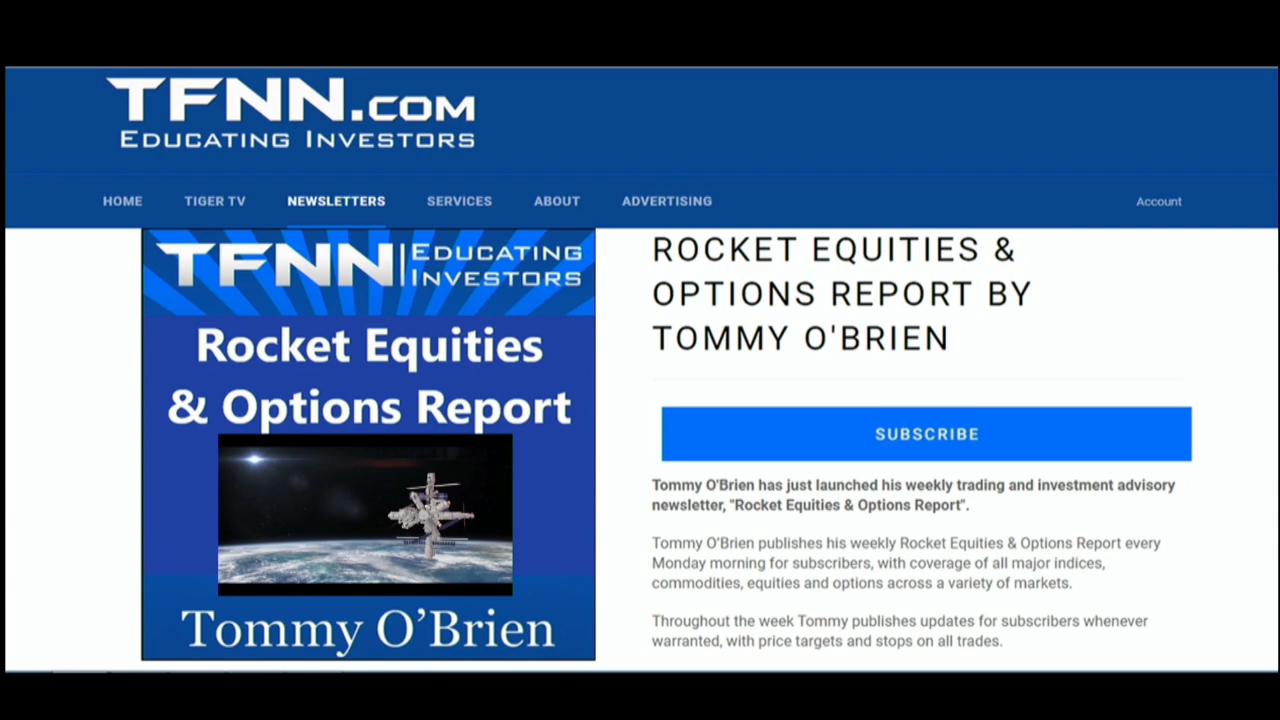 TFNN.COM
EDUCATING INVESTORS
HOME TIGER TV NEWSLETTERS SERVICES ABOUT ADVERTISING Account
TFNN EDUCATING
INVESTORS
Rocket Equities
& Options Report
Tommy O’Brien
ROCKET EQUITIES &
OPTIONS REPORT BY
TOMMY O'BRIEN
SUBSCRIBE
Tommy O'Brien has just launched his weekly trading and investment advisory
newsletter, "Rocket Equities & Options Report".
Tommy O'Brien publishes his weekly Rocket Equities & Options Report every
Monday morning for subscribers, with coverage of all major indices,
commodities, equities and options across a variety of markets.
Throughout the week Tommy publishes updates for subscribers whenever
warranted, with price targets and stops on all trades.